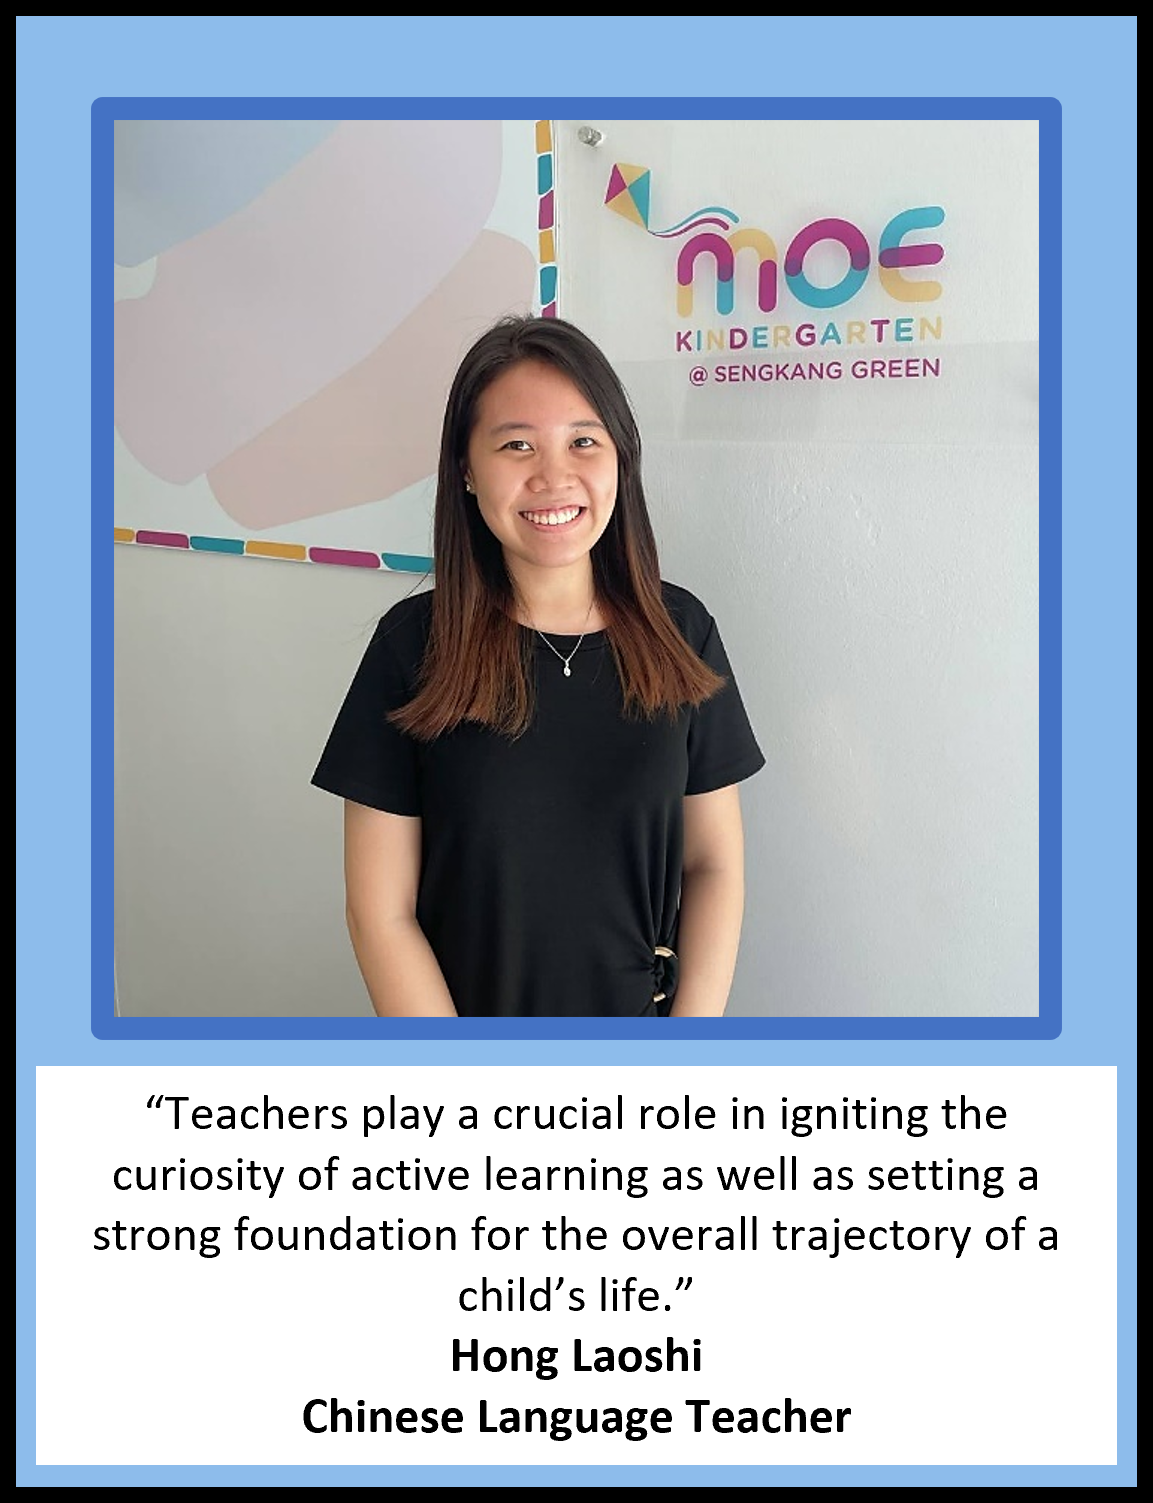 moe
KINDERGARTEN
@ SENGKANG GREEN
“Teachers play a crucial role in igniting the
curiosity of active learning as well as setting a
strong foundation for the overall trajectory of a
child’s life.”
Hong Laoshi
Chinese Language Teacher